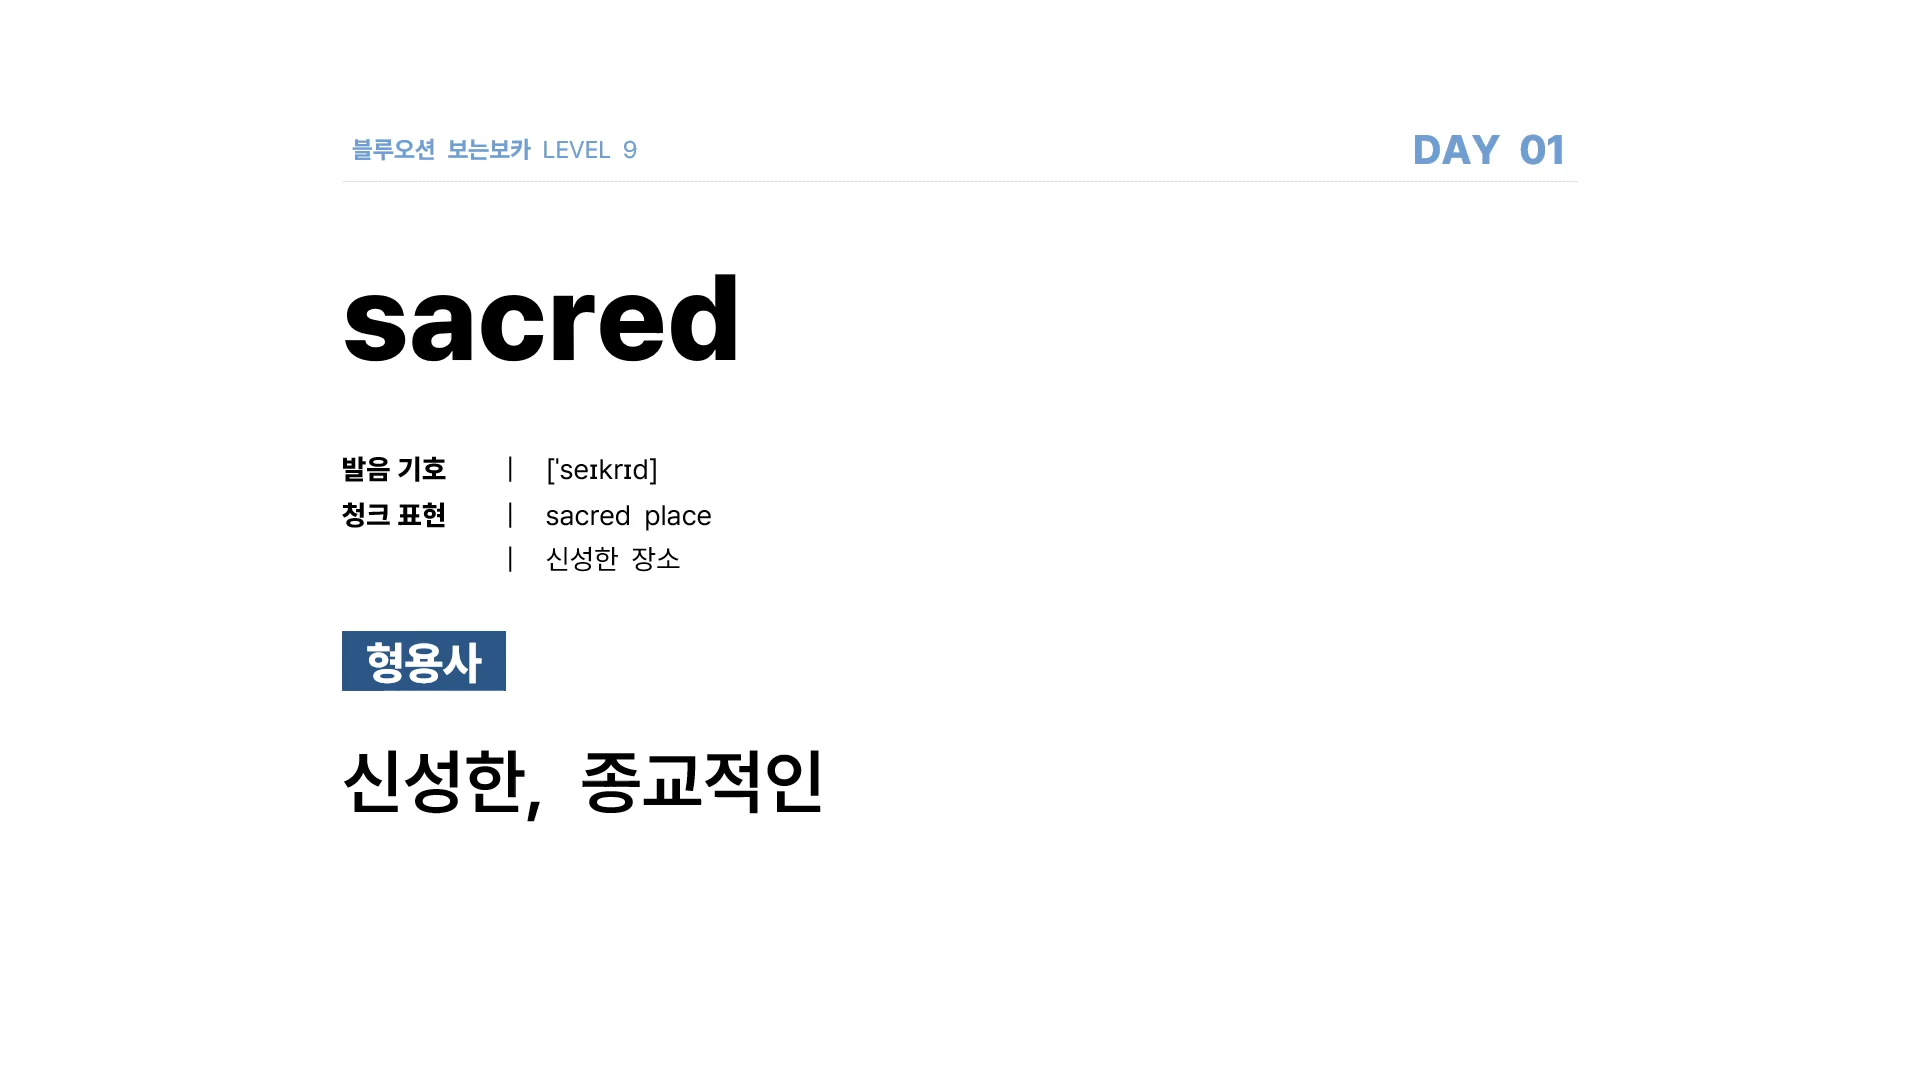 블루오션 보는보카 LEVEL 9
DAY 01
sacred
발음 기호 | [ˈseɪkrɪd]
청크 표현 | sacred place
| 신성한 장소
형용사
신성한, 종교적인